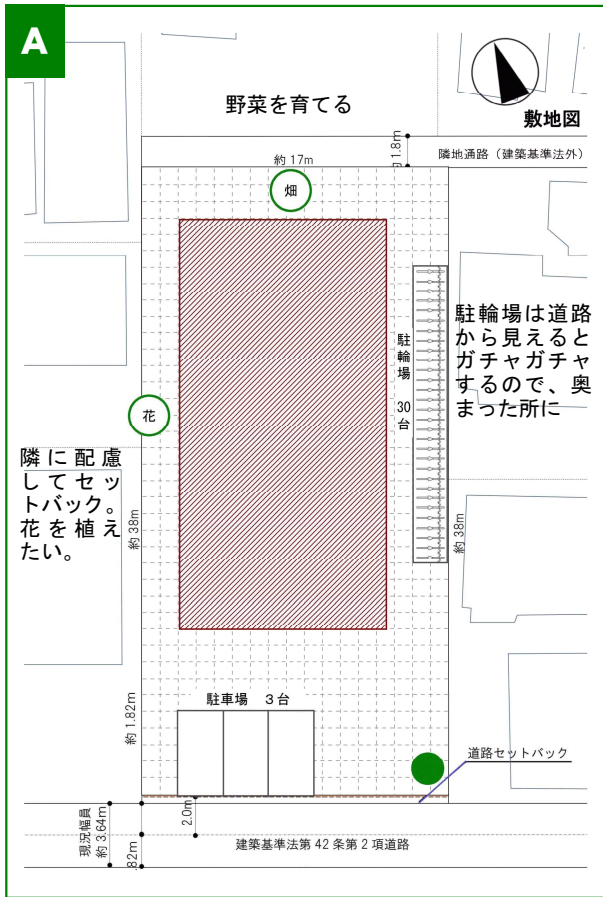 A
野菜を育てる
敷地図
約 17m
約 1.8m
隣地通路（建築基準法外）
畑
駐輪場 30台
駐輪場は道路
から見えると
ガチャガチャ
するので、奥
まった所に
花
隣に配慮
してセッ
トバック。
花を植え
たい。
約 38m
約 38m
約 1.82m
駐車場 3台
道路セットバック
現況幅員
約 3.64m
2.0m
.82m
建築基準法第 42 条第 2 項道路